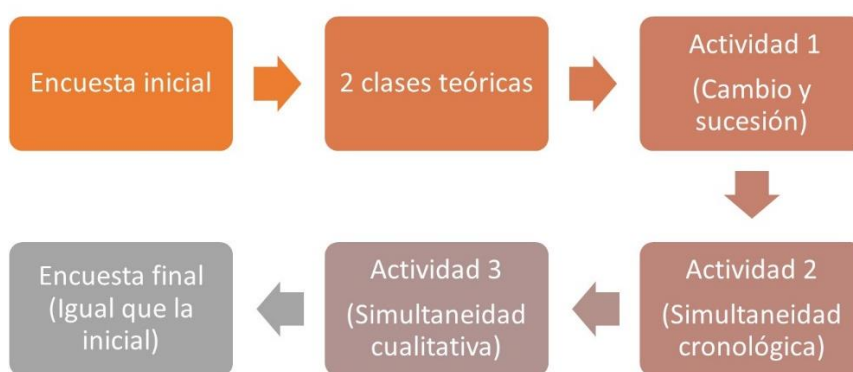 Encuesta inicial
2 clases teóricas
Actividad 1
(Cambio y
sucesión)
Actividad 2
(Simultaneidad
cronológica)
Actividad 3
(Simultaneidad
cualitativa)
Encuesta final
(Igual que la
inicial)